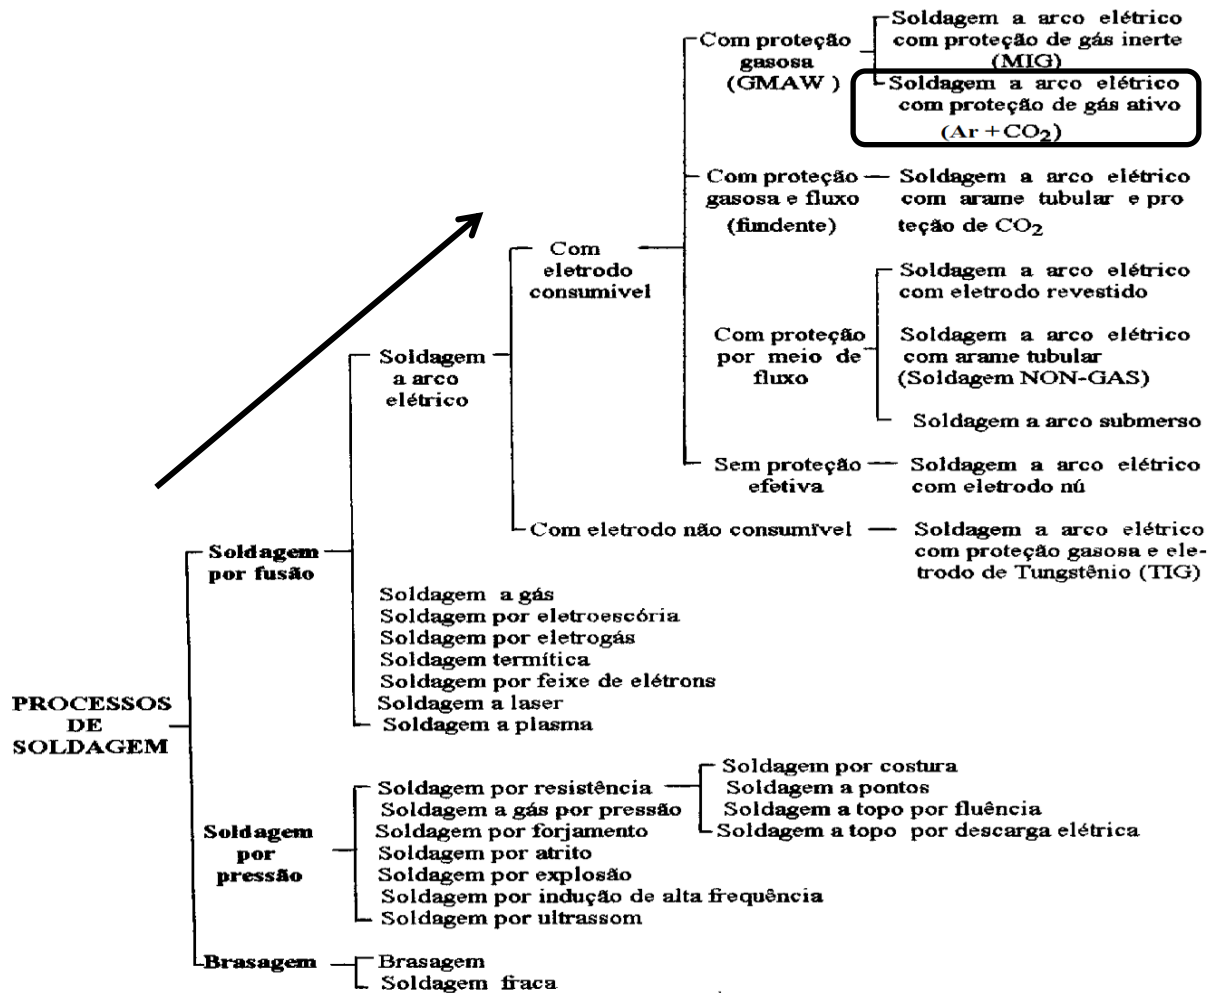 Soldagem a arco elétrico
com proteção de gás inerte
(MIG)
Com proteção
gasosa
(GMAW )
Soldagem a arco elétrico
com proteção de gás ativo
(Ar + CO2)
Com proteção
gasosa e fluxo
(fundente)
Soldagem a arco elétrico
com arame tubular e pro
teção de CO2
Com
eletrodo
consumivel
Soldagem a arco elétrico
com eletrodo revestido
Com proteção
por meio de
fluxo
Soldagem a arco elétrico
com arame tubular
(Soldagem NON-GAS)
Soldagem a arco submerso
Soldagem
a arco
elétrico
Sem proteção
efetiva
Soldagem a arco elétrico
com eletrodo nú
Com eletrodo não consumível
Soldagem a arco elétrico
com proteção gasosa e ele-
trodo de Tungstênio (TIG)
Soldagem
por fusão
Soldagem a gás
Soldagem por eletroescória
Soldagem por eletrogás
Soldagem termítica
Soldagem por feixe de elétrons
Soldagem a laser
Soldagem a plasma
PROCESSOS
DE
SOLDAGEM
Soldagem
por
pressão
Soldagem por resistência
Soldagem a gás por pressão
Soldagem por forjamento
Soldagem por atrito
Soldagem por explosão
Soldagem por indução de alta frequência
Soldagem por ultrassom
Soldagem por costura
Soldagem a pontos
Soldagem a topo por fluência
Soldagem a topo por descarga elétrica
Brasagem
Brasagem
Soldagem fraca